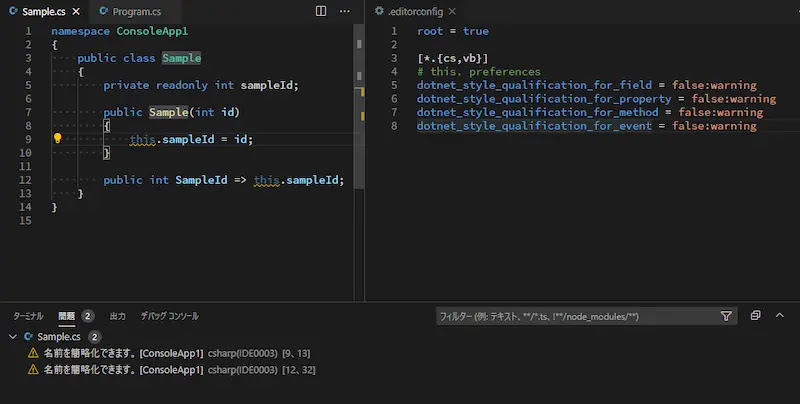 Sample.cs
Program.cs
1 namespace ConsoleApp1
2 {
3 public class Sample
4 {
5 private readonly int sampleId;
6
7 public Sample(int id)
8 {
9 this.sampleId = id;
10 }
11
12 public int SampleId => this.sampleId;
13 }
14 }
15
.editorconfig
1 root = true
2
3 [*.{cs,vb}]
4 # this. preferences
5 dotnet_style_qualification_for_field = false:warning
6 dotnet_style_qualification_for_property = false:warning
7 dotnet_style_qualification_for_method = false:warning
8 dotnet_style_qualification_for_event = false:warning
ターミナル 問題 2 出力 デバッグ コンソール
フィルター (例: テキスト、**/*.ts、!**/node_modules/**)
Sample.cs 2
名前を簡略化できます。 [ConsoleApp1] csharp(IDE0003) [9、13]
名前を簡略化できます。 [ConsoleApp1] csharp(IDE0003) [12、32]